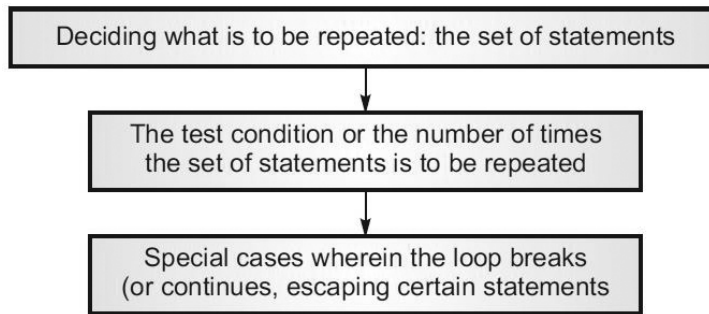 Deciding what is to be repeated: the set of statements
The test condition or the number of times
the set of statements is to be repeated
Special cases wherein the loop breaks
(or continues, escaping certain statements